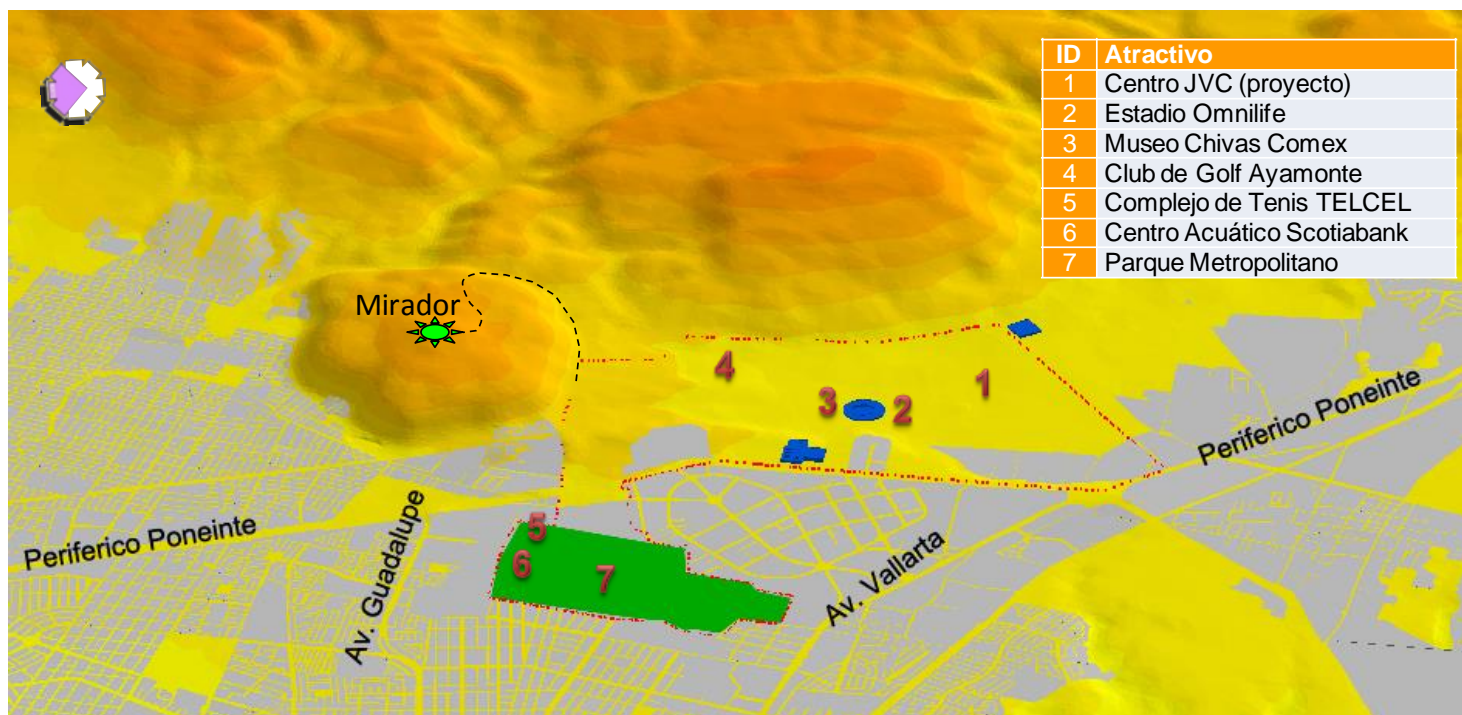 ID Atractivo
1 Centro JVC (proyecto)
2 Estadio Omnilife
3 Museo Chivas Comex
4 Club de Golf Ayamonte
5 Complejo de Tenis TELCEL
6 Centro Acuático Scotiabank
7 Parque Metropolitano
Mirador
4
1
3
2
Periferico Poneinte
Periferico Poneinte
Av. Guadalupe
5
6
7
Av. Vallarta